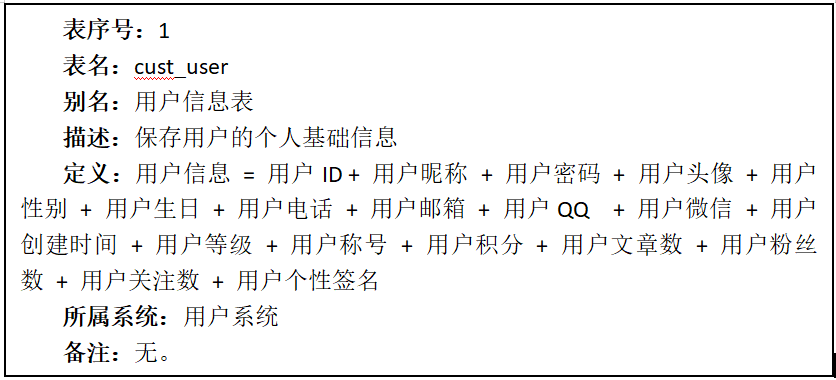 表序号：1
表名：cust_user
别名：用户信息表
描述：保存用户的个人基础信息
定义：用户信息 = 用户 ID + 用户昵称 + 用户密码 + 用户头像 + 用户
性别 + 用户生日 + 用户电话 + 用户邮箱 + 用户 QQ + 用户微信 + 用户
创建时间 + 用户等级 + 用户称号 + 用户积分 + 用户文章数 + 用户粉丝
数 + 用户关注数 + 用户个性签名
所属系统：用户系统
备注：无。